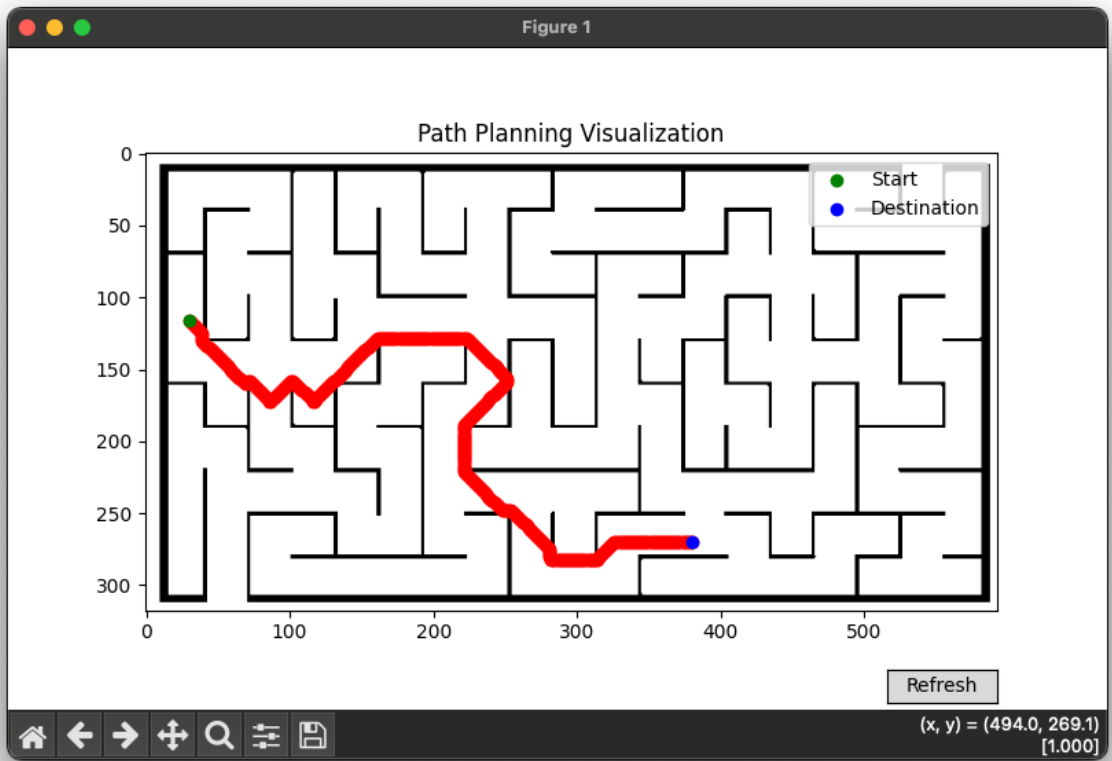 Figure 1
Path Planning Visualization
0
50
100
150
200
250
300
Start
Destination
0 100 200 300 400 500
Refresh
(x, y) = (494.0, 269.1)
[1.000]